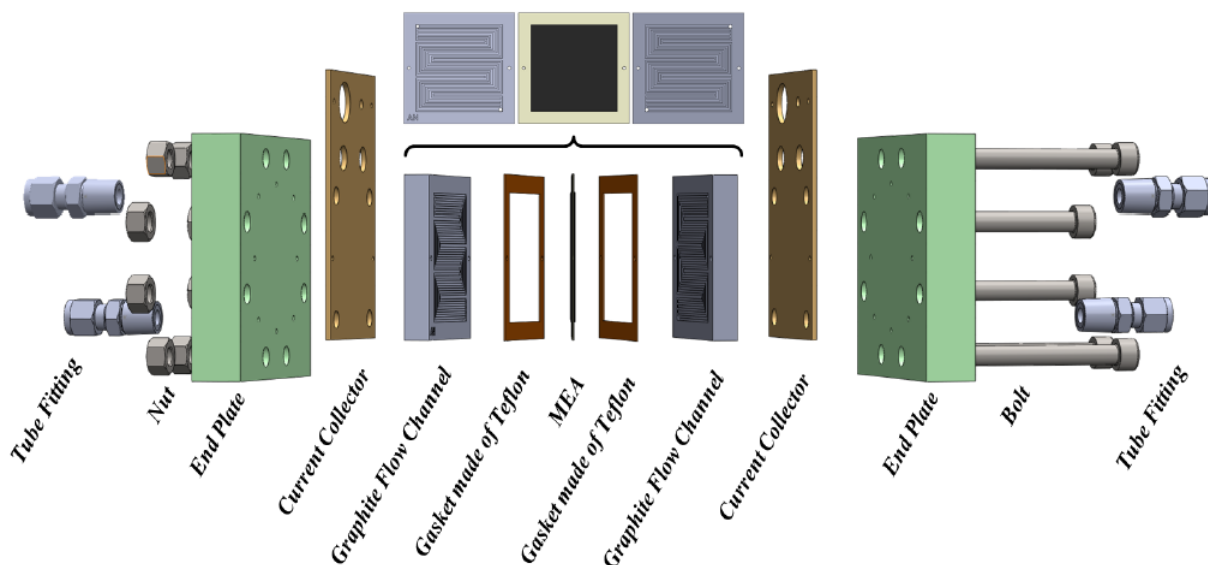 AN
Tube Fitting
Nut
End Plate
Current Collector
Graphite Flow Channel
Gasket made of Teflon
MEA
Gasket made of Teflon
Graphite Flow Channel
Current Collector
End Plate
Bolt
Tube Fitting